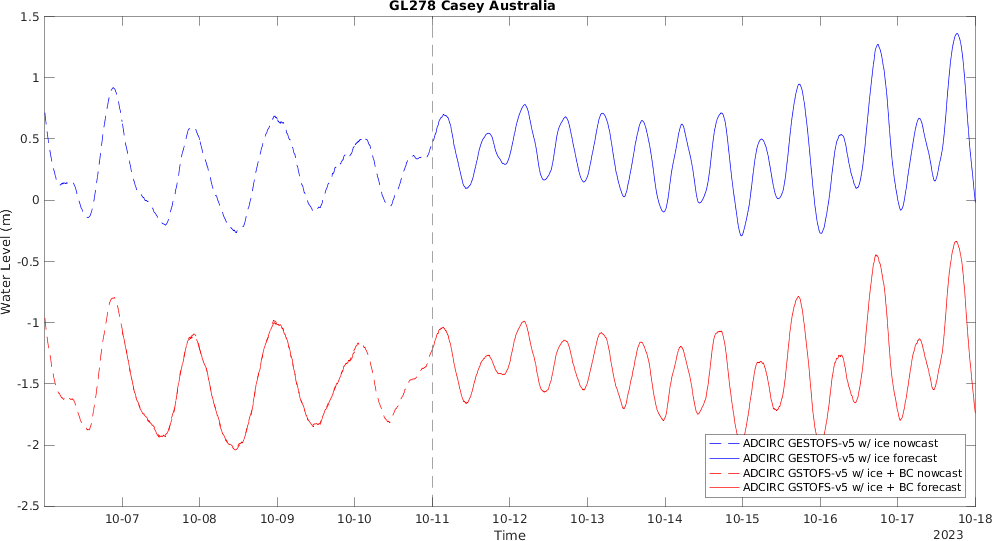 GL278 Casey Australia
1.5
1
0.5
0
-0.5
-1
-1.5
-2
-2.5
Water Level (m)
ADCIRC GESTOFS-v5 w/ ice nowcast
ADCIRC GESTOFS-v5 w/ ice forecast
ADCIRC GSTOFS-v5 w/ ice + BC nowcast
ADCIRC GSTOFS-v5 w/ ice + BC forecast
10-07 10-08 10-09 10-10 10-11 10-12 10-13 10-14 10-15 10-16 10-17 10-18
Time
2023